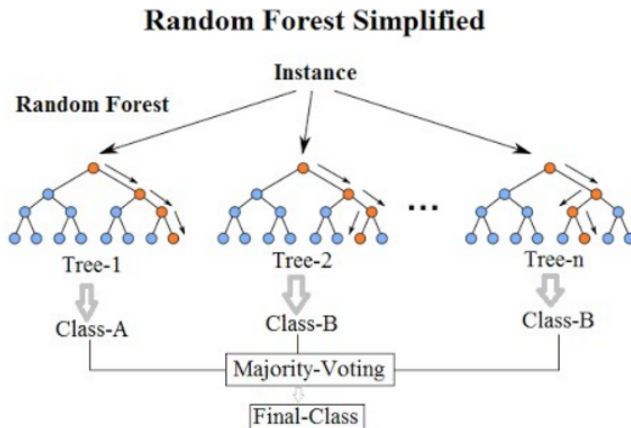 Random Forest Simplified
Instance
Random Forest
...
Tree-1
Tree-2
Tree-n
Class-A
Class-B
Class-B
Majority-Voting
Final-Class